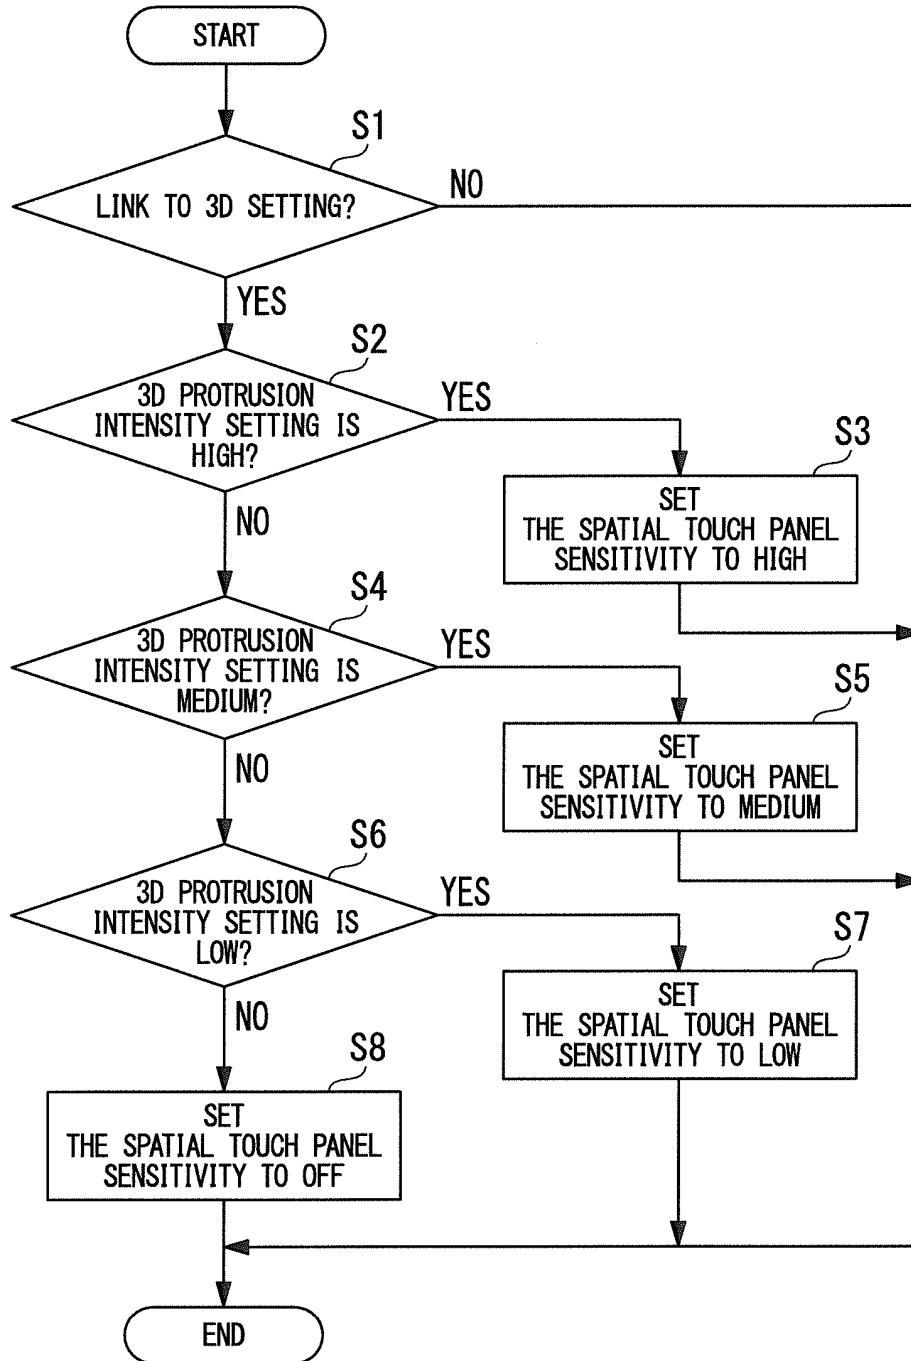 START
S1
LINK TO 3D SETTING?
NO
YES
S2
3D PROTRUSION
INTENSITY SETTING IS
HIGH?
YES
S3
SET
THE SPATIAL TOUCH PANEL
SENSITIVITY TO HIGH
NO
S4
3D PROTRUSION
INTENSITY SETTING IS
MEDIUM?
YES
S5
SET
THE SPATIAL TOUCH PANEL
SENSITIVITY TO MEDIUM
NO
S6
3D PROTRUSION
INTENSITY SETTING IS
LOW?
YES
S7
SET
THE SPATIAL TOUCH PANEL
SENSITIVITY TO LOW
NO
S8
SET
THE SPATIAL TOUCH PANEL
SENSITIVITY TO OFF
END